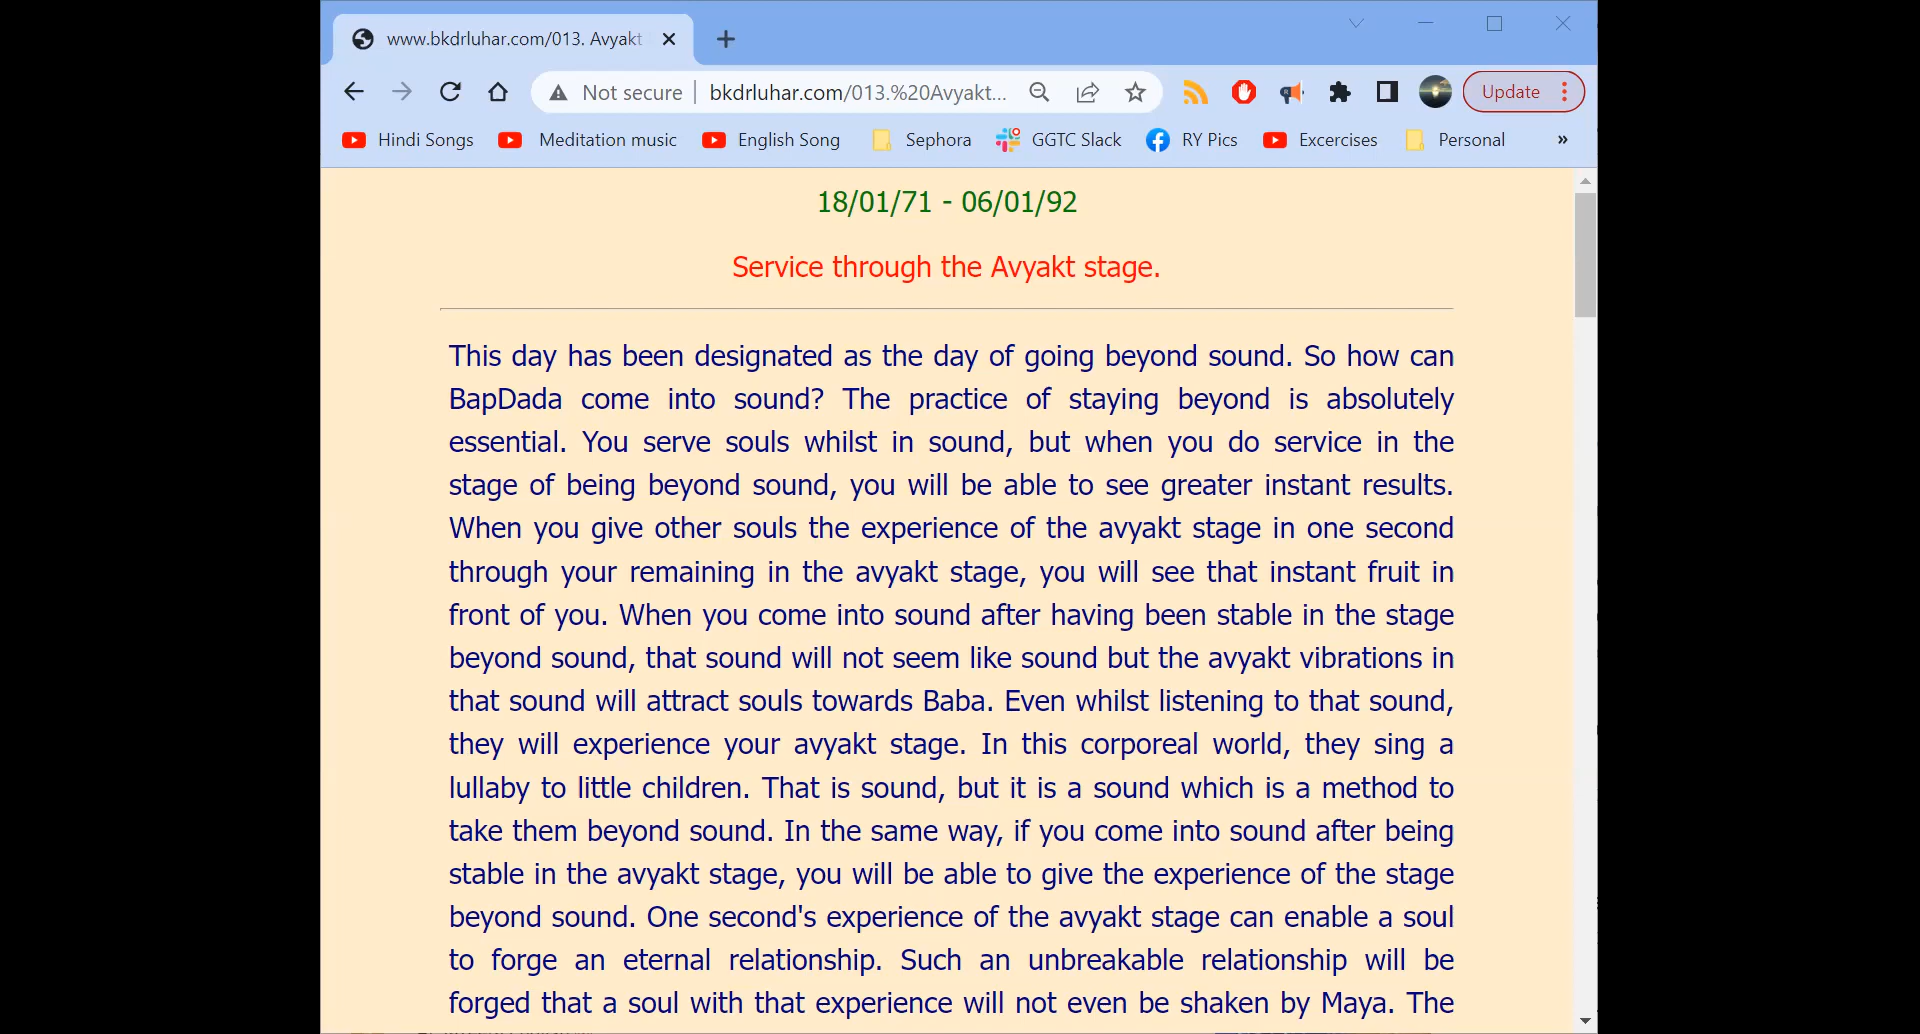 www.bkdrluhar.com/013. Avyakt
Not secure
bkdrluhar.com/013.%20Avyakt...
Update
Hindi Songs
Meditation music
English Song
Sephora
GGTC Slack
RY Pics
Excercises
Personal
»
18/01/71 - 06/01/92
Service through the Avyakt stage.
This day has been designated as the day of going beyond sound. So how can
BapDada come into sound? The practice of staying beyond is absolutely
essential. You serve souls whilst in sound, but when you do service in the
stage of being beyond sound, you will be able to see greater instant results.
When you give other souls the experience of the avyakt stage in one second
through your remaining in the avyakt stage, you will see that instant fruit in
front of you. When you come into sound after having been stable in the stage
beyond sound, that sound will not seem like sound but the avyakt vibrations in
that sound will attract souls towards Baba. Even whilst listening to that sound,
they will experience your avyakt stage. In this corporeal world, they sing a
lullaby to little children. That is sound, but it is a sound which is a method to
take them beyond sound. In the same way, if you come into sound after being
stable in the avyakt stage, you will be able to give the experience of the stage
beyond sound. One second's experience of the avyakt stage can enable a soul
to forge an eternal relationship. Such an unbreakable relationship will be
forged that a soul with that experience will not even be shaken by Maya. The